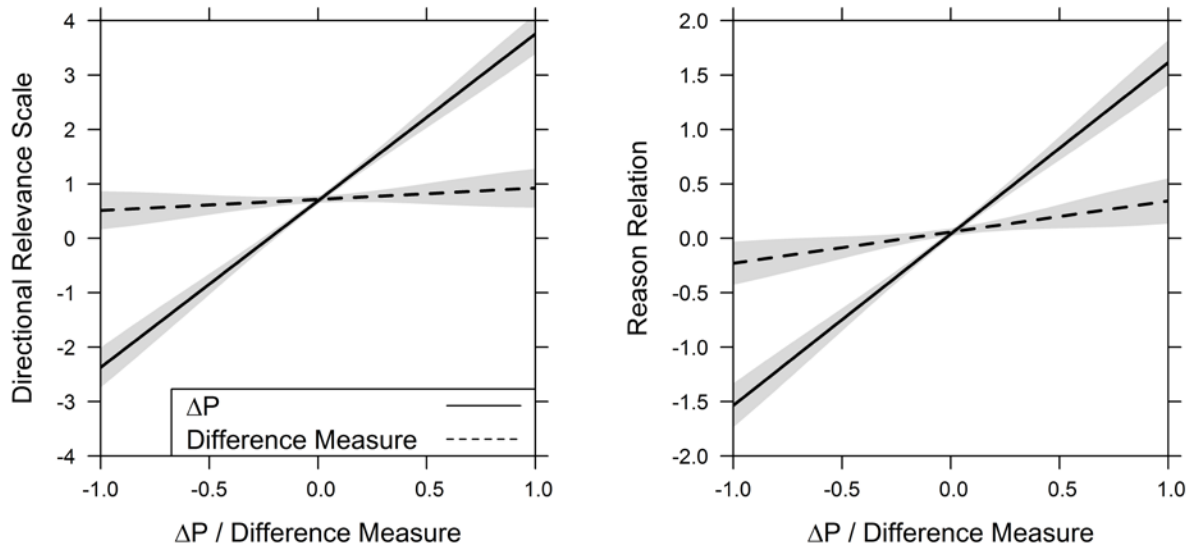 Directional Relevance Scale
4
3
2
1
0
-1
-2
-3
-4
ΔP
Difference Measure
-1.0 -0.5 0.0 0.5 1.0
ΔP / Difference Measure
Reason Relation
2.0
1.5
1.0
0.5
0.0
-0.5
-1.0
-1.5
-2.0
-1.0 -0.5 0.0 0.5 1.0
ΔP / Difference Measure